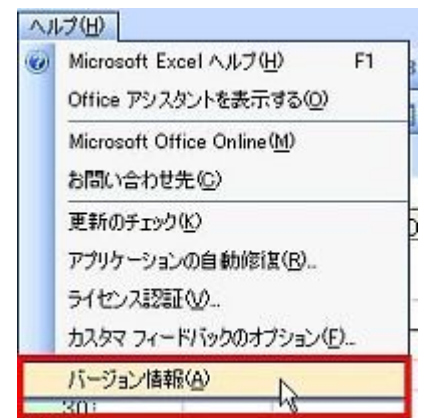 ヘルプ(H)
Microsoft Excel ヘルプ(H) F1
Office アシスタントを表示する(O)
Microsoft Office Online(M)
お問い合わせ先(C)
更新のチェック(K)
アプリケーションの自動修復(R)...
ライセンス認証(V)...
カスタマ フィードバックのオプション(F)...
バージョン情報(A)